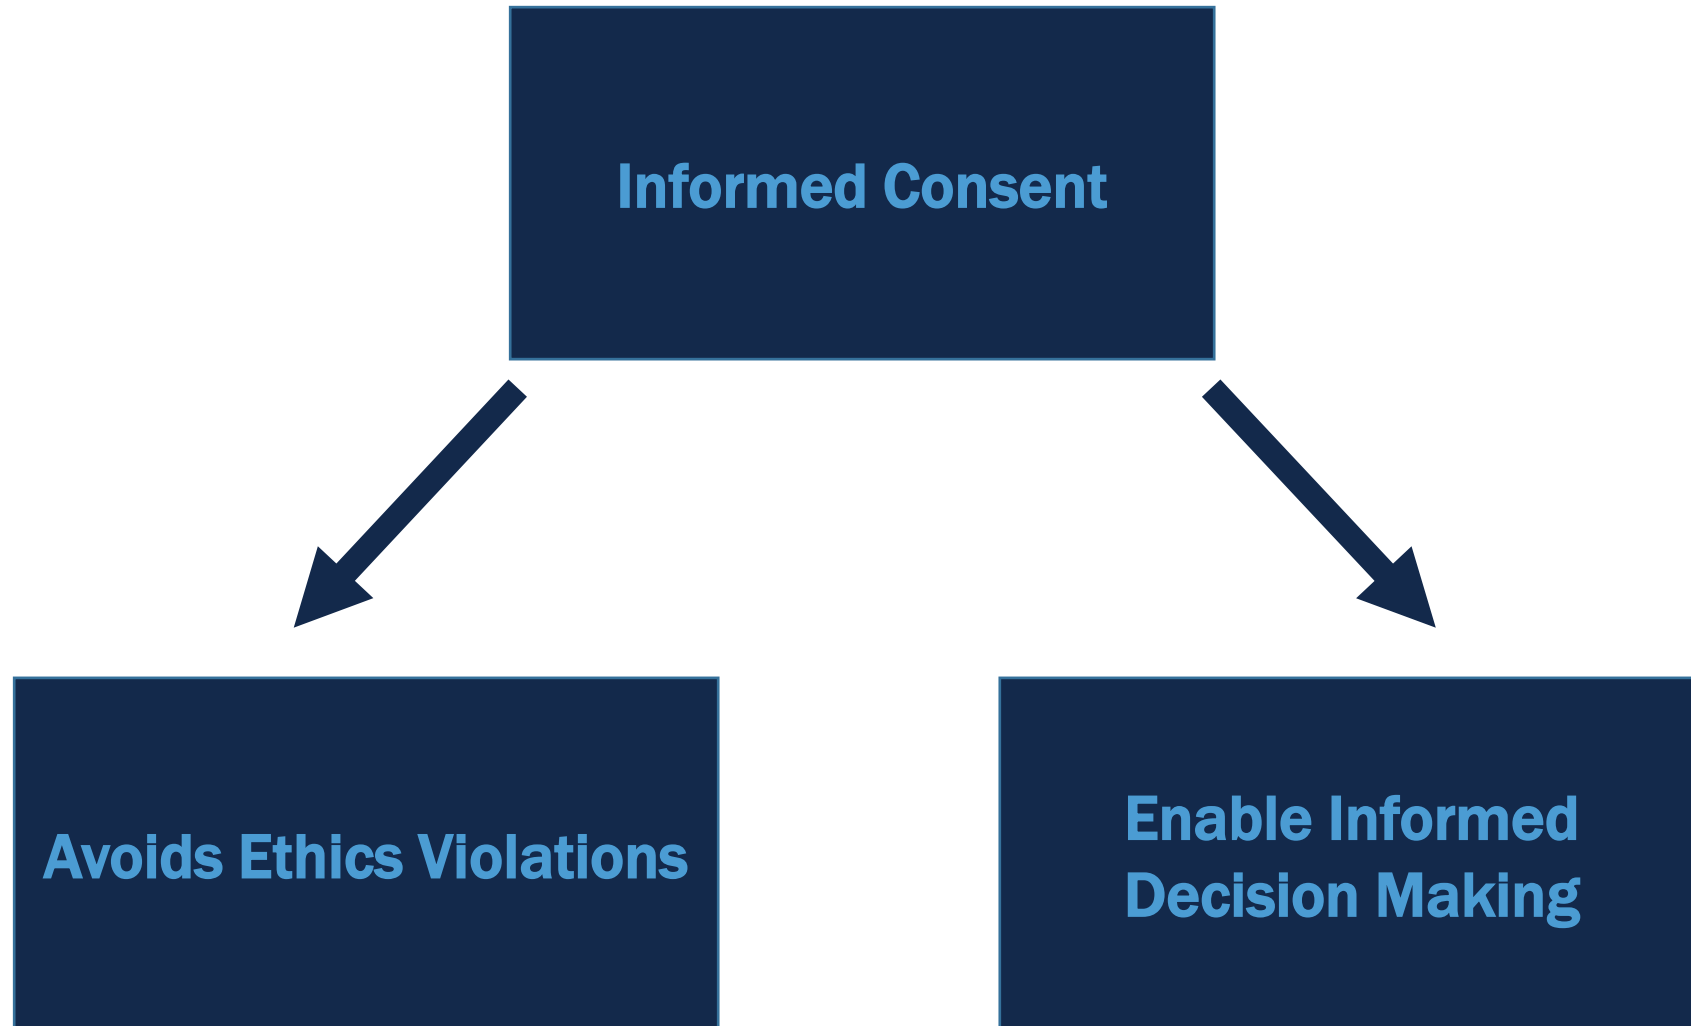 Informed Consent
Avoids Ethics Violations
Enable Informed
Decision Making